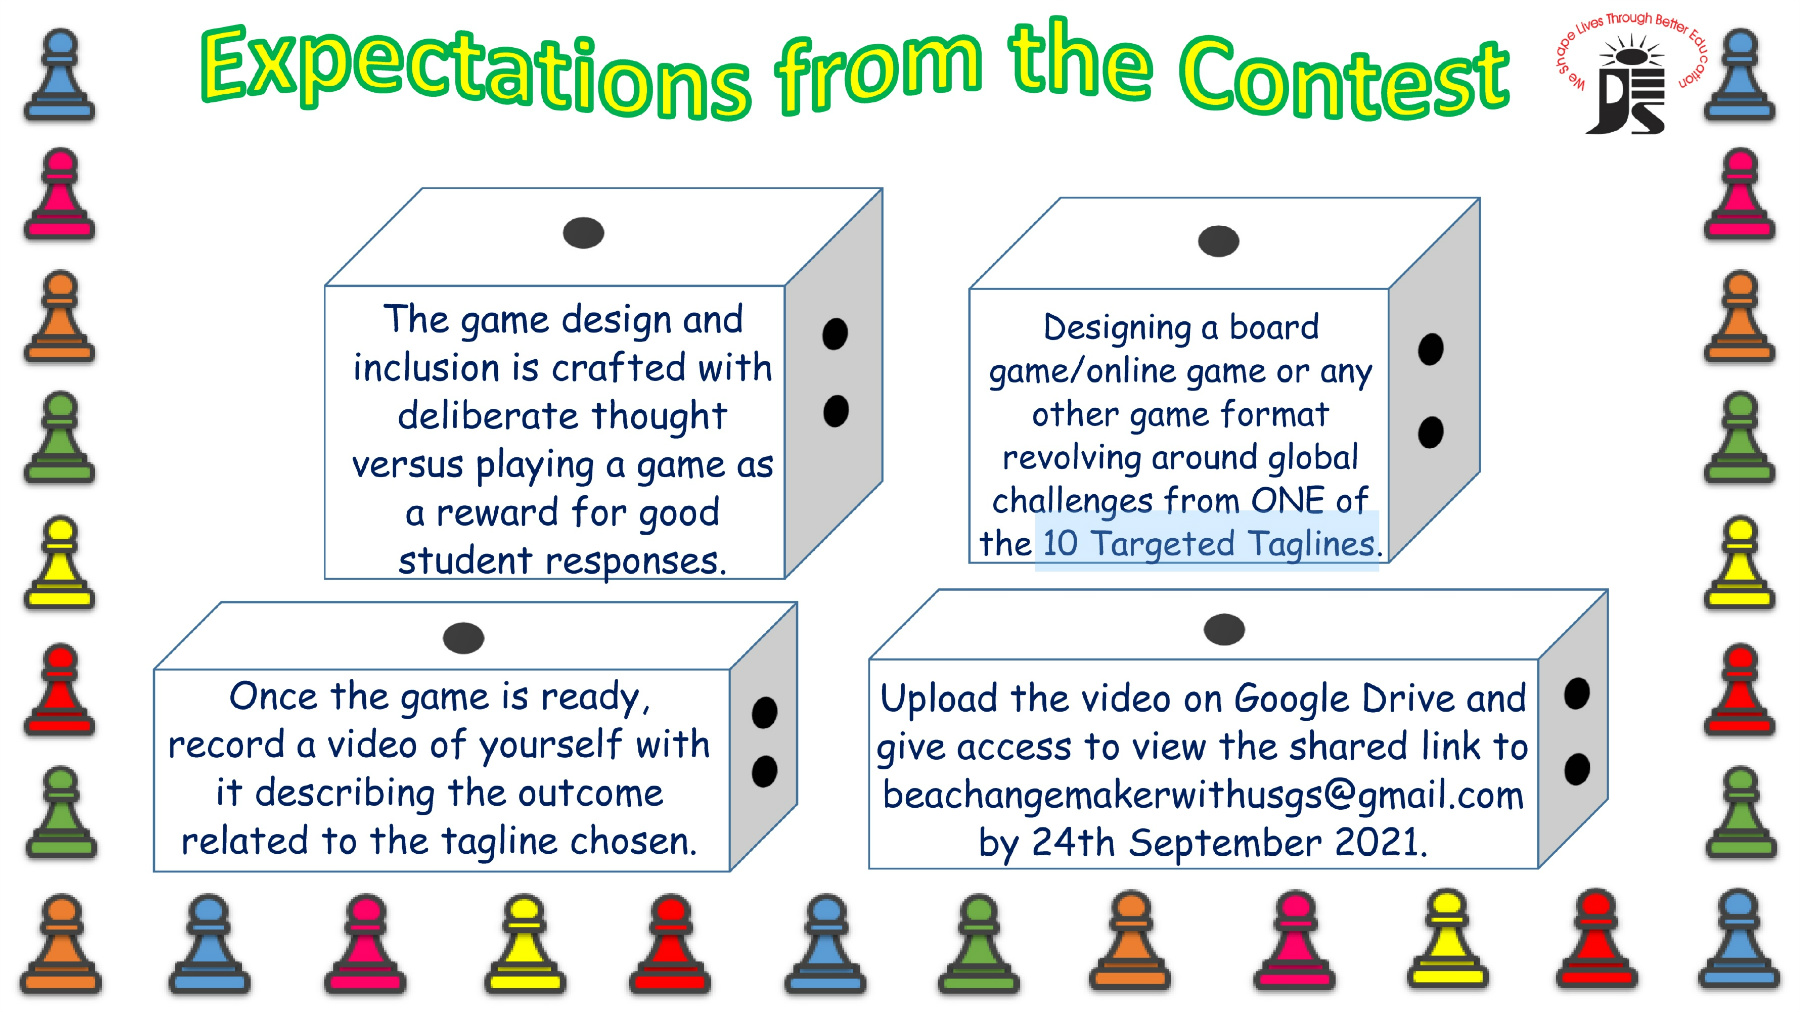 Expectations from the Contest
We Shape Lives Through Better Education
DES
The game design and
inclusion is crafted with
deliberate thought
versus playing a game as
a reward for good
student responses.
Designing a board
game/online game or any
other game format
revolving around global
challenges from ONE of
the 10 Targeted Taglines.
Once the game is ready,
record a video of yourself with
it describing the outcome
related to the tagline chosen.
Upload the video on Google Drive and
give access to view the shared link to
beachangemakerwithusgs@gmail.com
by 24th September 2021.